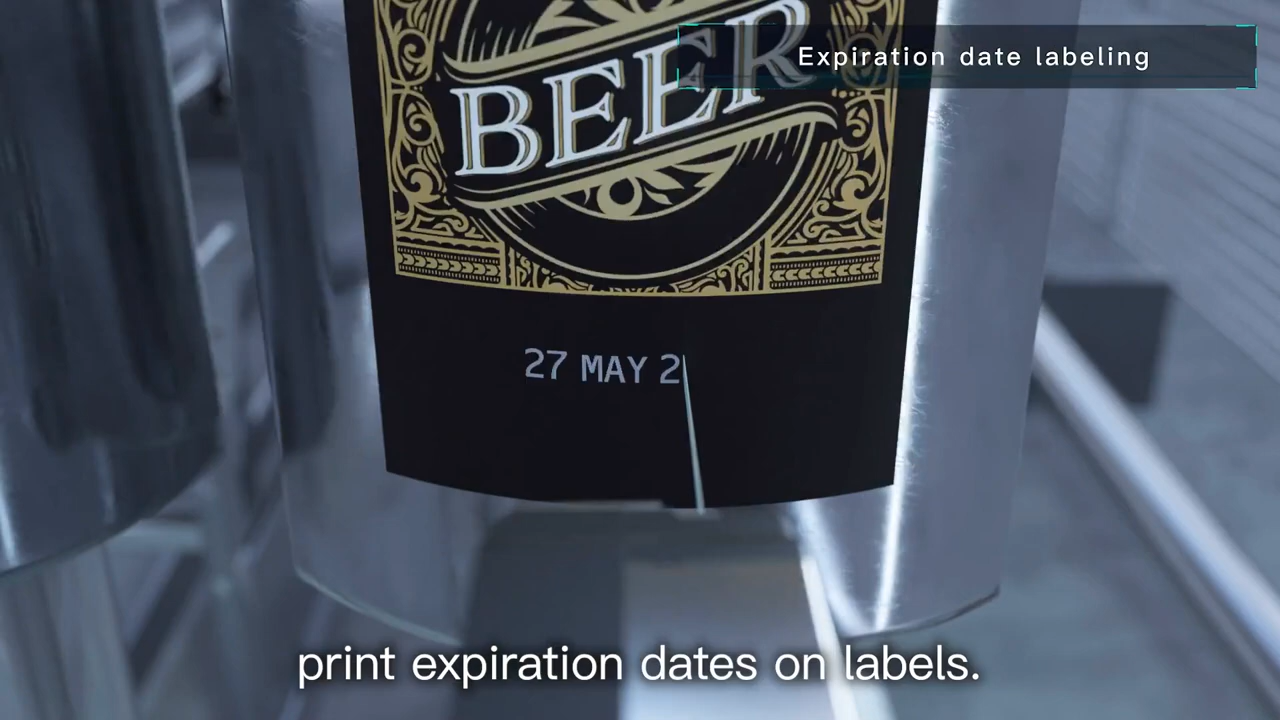 Expiration date labeling
BEER
27 MAY 2
print expiration dates on labels.